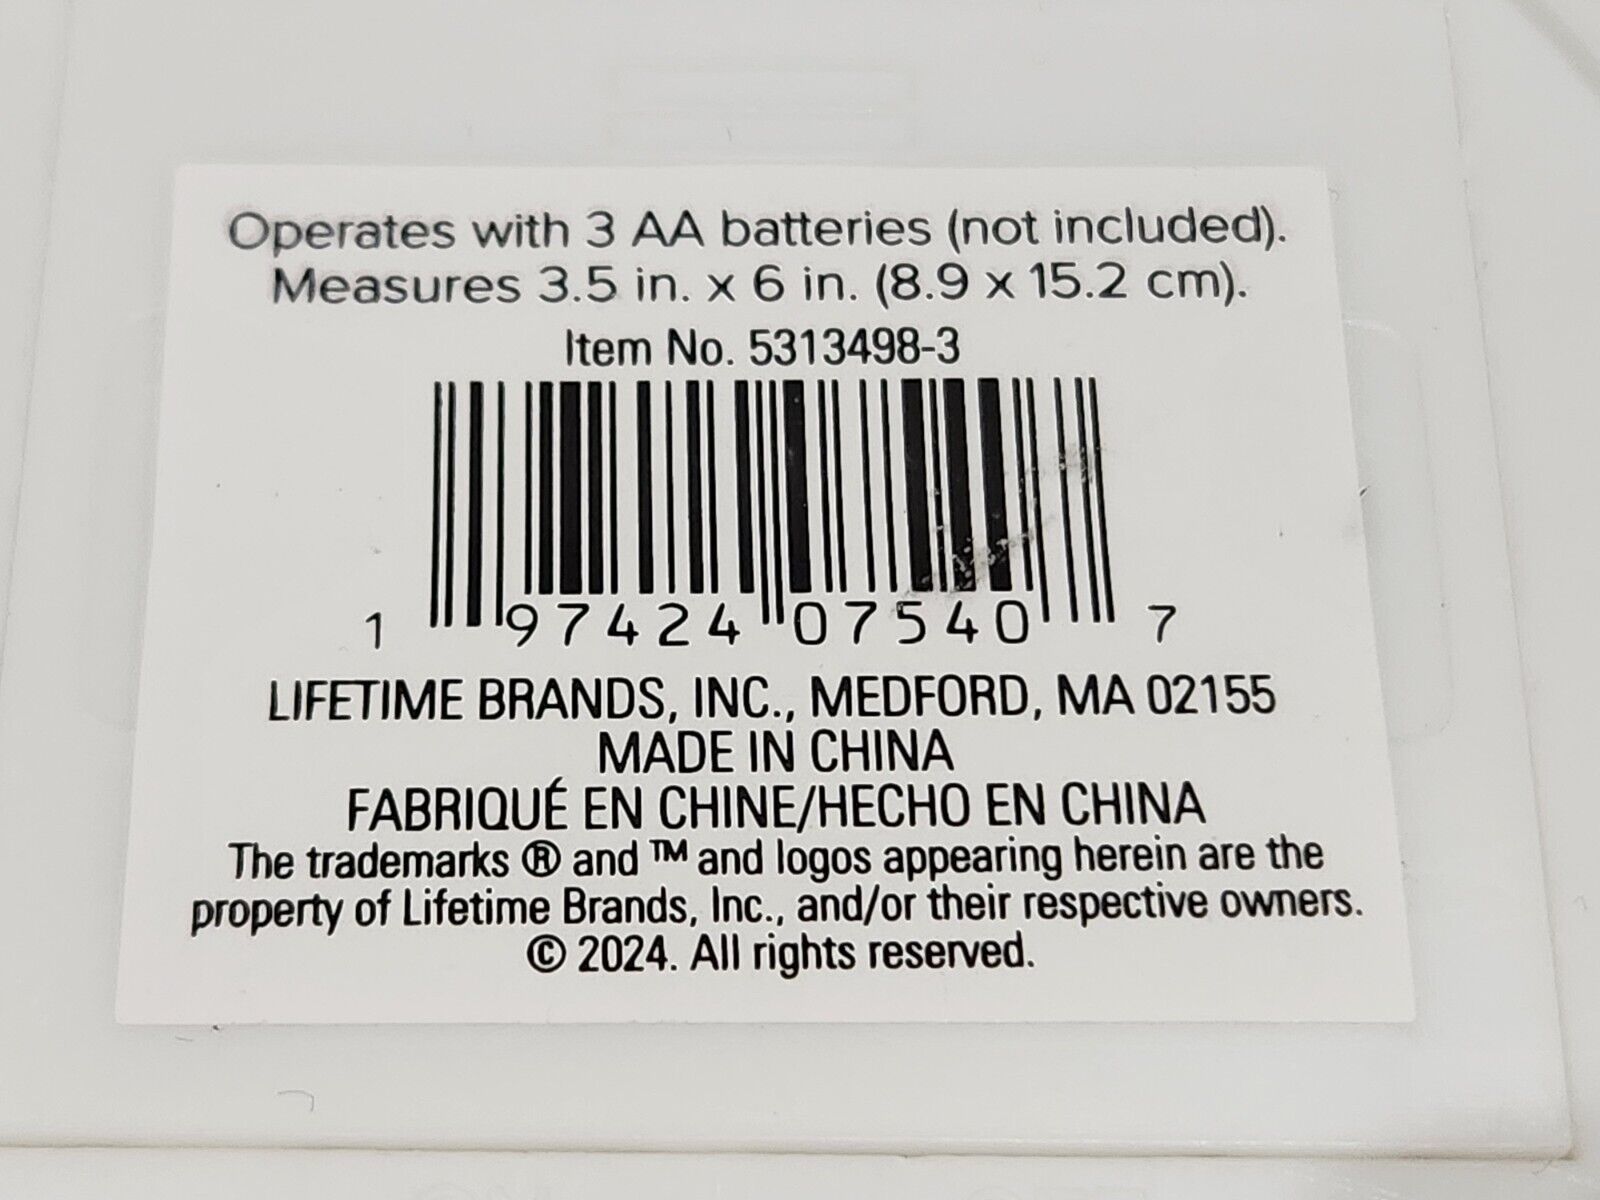 Operates with 3 AA batteries (not included).
Measures 3.5 in. x 6 in. (8.9 x 15.2 cm).
Item No. 5313498-3
1 97424 07540 7
LIFETIME BRANDS, INC., MEDFORD, MA 02155
MADE IN CHINA
FABRIQUÉ EN CHINE/HECHO EN CHINA
The trademarks ® and ™ and logos appearing herein are the
property of Lifetime Brands, Inc., and/or their respective owners.
© 2024. All rights reserved.